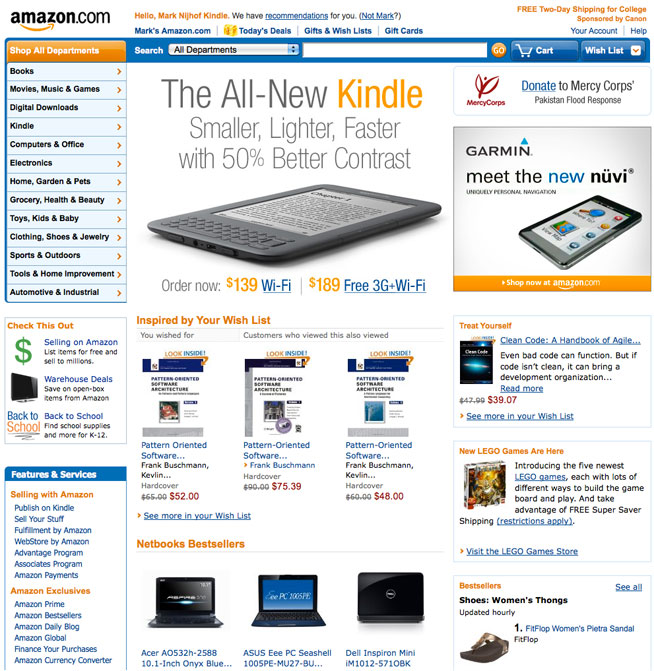 amazon.com
Hello, Mark Nijhof Kindle. We have recommendations for you. (Not Mark?)
FREE Two-Day Shipping for College
Sponsored by Canon
Mark's Amazon.com
Today's Deals
Gifts & Wish Lists
Gift Cards
Your Account
Help
Shop All Departments
Search
All Departments
GO
Cart
Wish List
Books
Movies, Music & Games
Digital Downloads
Kindle
Computers & Office
Electronics
Home, Garden & Pets
Grocery, Health & Beauty
Toys, Kids & Baby
Clothing, Shoes & Jewelry
Sports & Outdoors
Tools & Home Improvement
Automotive & Industrial
The All-New Kindle
Smaller, Lighter, Faster
with 50% Better Contrast
Chapter 1
Order now: $139 Wi-Fi | $189 Free 3G+Wi-Fi
MercyCorps
Donate to Mercy Corps'
Pakistan Flood Response
GARMIN
meet the new nüvi®
UNIQUELY PERSONAL NAVIGATION
Where To?
View Map
Shop now at amazon.com
Check This Out
Selling on Amazon
List items for free and
sell to millions.
Warehouse Deals
Save on open-box
items from Amazon
Back to
School
Back to School
Find school supplies
and more for K-12.
Features & Services
Selling with Amazon
Publish on Kindle
Sell Your Stuff
Fulfillment by Amazon
WebStore by Amazon
Advantage Program
Associates Program
Amazon Payments
Amazon Exclusives
Amazon Prime
Amazon Bestsellers
Amazon Daily Blog
Amazon Global
Finance Your Purchases
Amazon Currency Converter
Inspired by Your Wish List
You wished for
Customers who viewed this also viewed
LOOK INSIDE!
PATTERN-ORIENTED
SOFTWARE
ARCHITECTURE
Pattern-Oriented
Software...
Frank Buschmann,
Kevlin...
Hardcover
$65.00 $52.00
LOOK INSIDE!
PATTERN-ORIENTED
SOFTWARE
ARCHITECTURE
Pattern-Oriented
Software...
Frank Buschmann
Hardcover
$90.00 $75.39
LOOK INSIDE!
PATTERN-ORIENTED
SOFTWARE
ARCHITECTURE
Pattern-Oriented
Software...
Frank Buschmann,
Kevlin...
Hardcover
$60.00 $48.00
See more in your Wish List
Netbooks Bestsellers
ASPIRE
Eee PC 1005PE
DELL
Acer AO532h-2588
10.1-Inch Onyx Blue...
ASUS Eee PC Seashell
1005PE-MU27-BU...
Dell Inspiron Mini
iM1012-571OBK
Treat Yourself
LOOK INSIDE!
Clean Code
Clean Code: A Handbook of Agile...
Even bad code can function. But if
code isn't clean, it can bring a
development organization...
Read more
$47.99 $39.07
See more in your Wish List
New LEGO Games Are Here
Introducing the five newest
LEGO games, each with lots of
different ways to build the game
board and play. And take
advantage of FREE Super Saver
Shipping (restrictions apply).
Visit the LEGO Games Store
Bestsellers
See all
Shoes: Women's Thongs
Updated hourly
1. FitFlop Women's Pietra Sandal
FitFlop